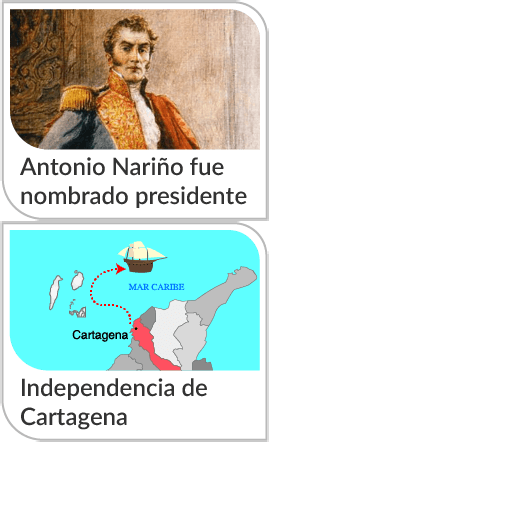 Antonio Nariño fue
nombrado presidente
MAR CARIBE
Cartagena
Independencia de
Cartagena